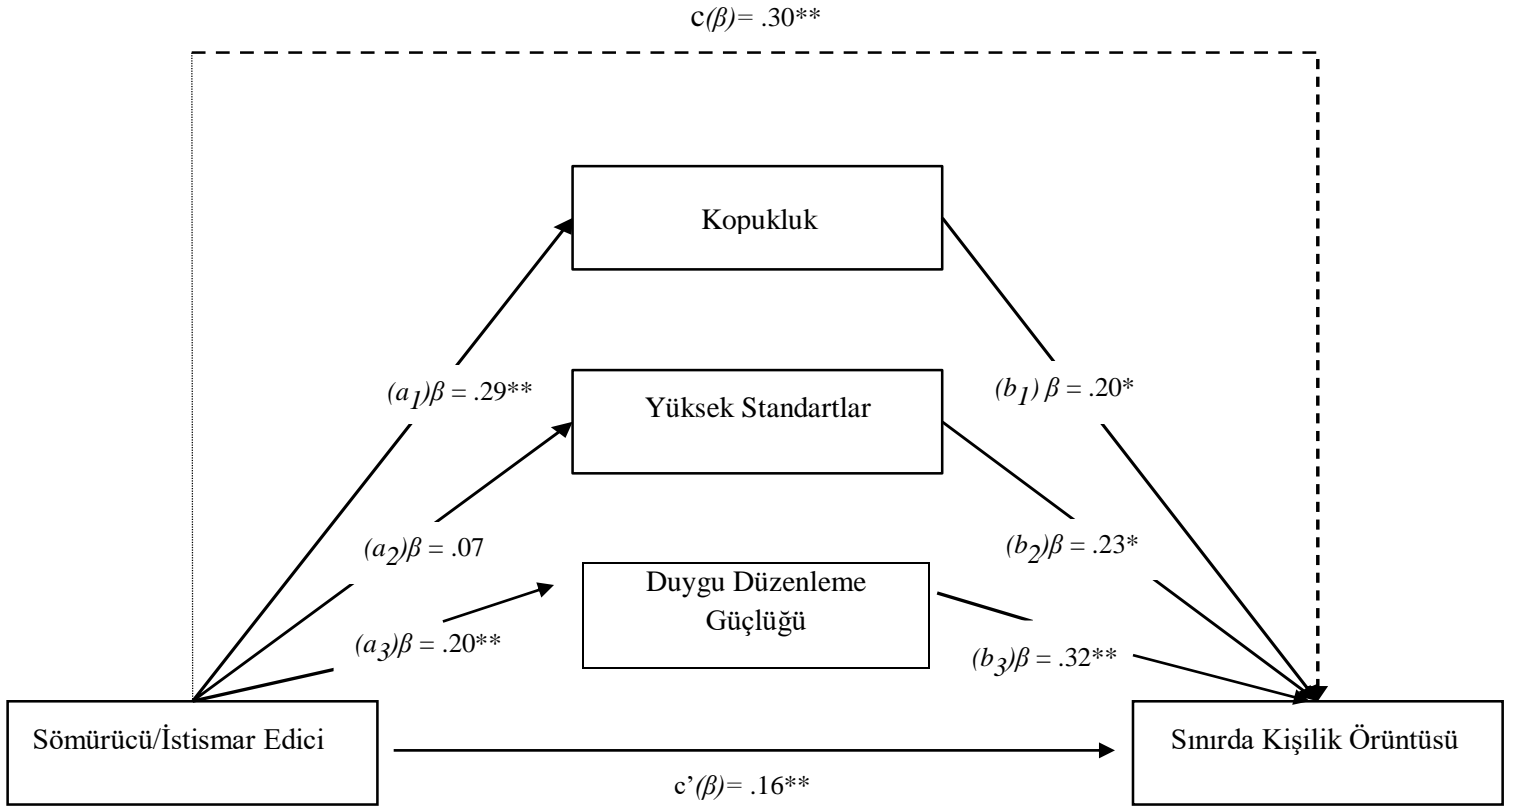 c(β)= .30**
Kopukluk
(a1)β = .29**
(b1) β = .20*
Yüksek Standartlar
(a2)β = .07
(b2)β = .23*
Duygu Düzenleme
Güçlüğü
(a3)β = .20**
(b3)β = .32**
Sömürücü/İstismar Edici
Sınırda Kişilik Örüntüsü
c’(β)= .16**